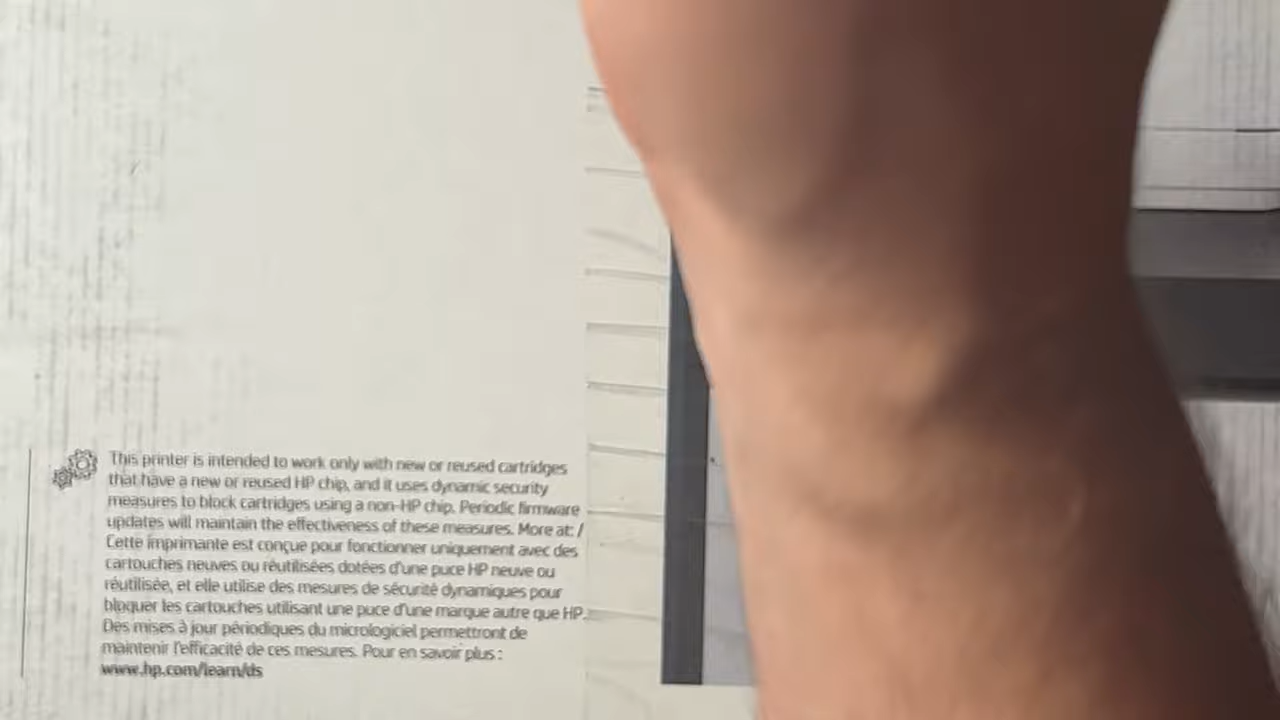 This printer is intended to work only with new or reused cartridges
that have a new or reused HP chip, and it uses dynamic security
measures to block cartridges using a non-HP chip. Periodic firmware
updates will maintain the effectiveness of these measures. More at: /
Cette imprimante est conçue pour fonctionner uniquement avec des
cartouches neuves ou réutilisées dotées d'une puce HP neuve ou
réutilisée, et elle utilise des mesures de sécurité dynamiques pour
bloquer les cartouches utilisant une puce d'une marque autre que HP.
Des mises à jour périodiques du micrologiciel permettront de
maintenir l'efficacité de ces mesures. Pour en savoir plus :
www.hp.com/learn/ds